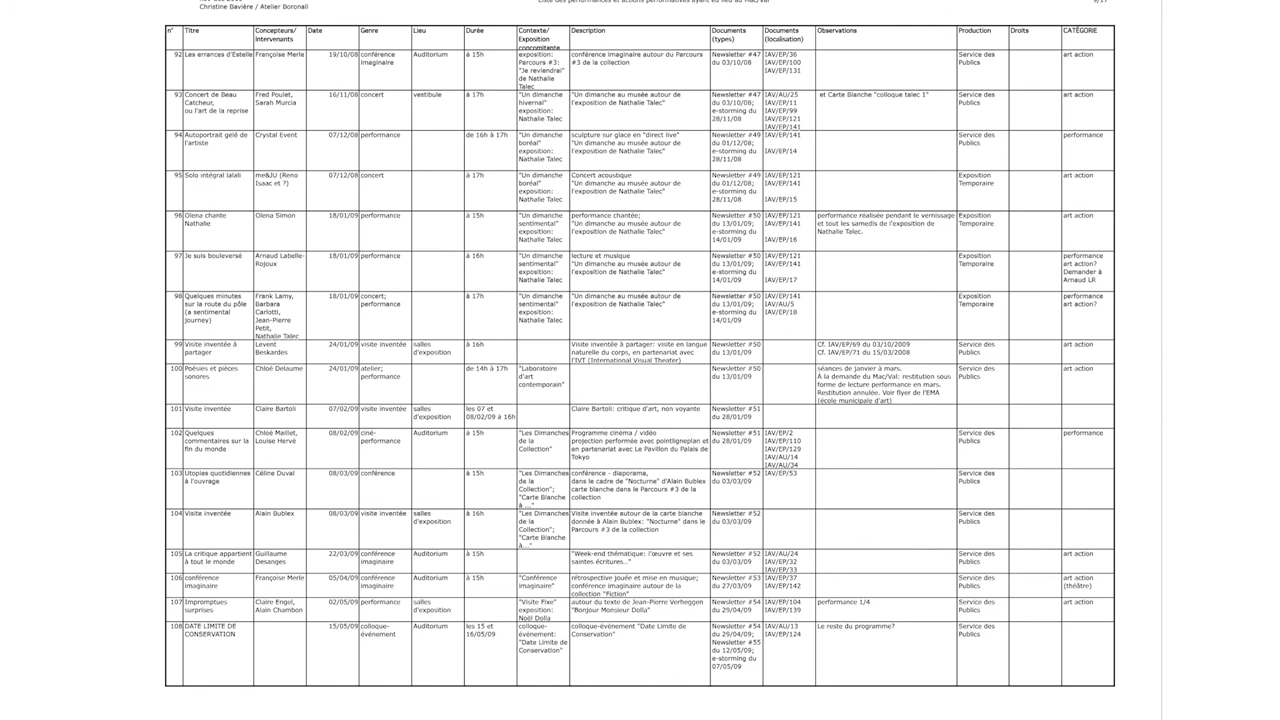 Christine Bavière / Atelier Boronali
Liste des performances et actions performatives ayant eu lieu au Mac/Val
n° Titre Concepteurs/ Intervenants Date Genre Lieu Durée Contexte/ Exposition concomitante Description Documents (types) Documents (localisation) Observations Production Droits CATÉGORIE
92 Les errances d'Estelle Françoise Merle 19/10/08 conférence imaginaire Auditorium à 15h exposition: Parcours #3: "Je reviendrai" de Nathalie Talec conférence imaginaire autour du Parcours #3 de la collection Newsletter #47 du 03/10/08 IAV/EP/36 IAV/EP/100 IAV/EP/131 Service des Publics art action
93 Concert de Beau Catcheur, ou l'art de la reprise Fred Poulet, Sarah Murcia 16/11/08 concert vestibule à 17h "Un dimanche hivernal" exposition: Nathalie Talec "Un dimanche au musée autour de l'exposition de Nathalie Talec" Newsletter #47 du 03/10/08; e-storming du 28/11/08 IAV/AU/25 IAV/EP/11 IAV/EP/99 IAV/EP/121 IAV/EP/141 et Carte Blanche "colloque talec 1" Service des Publics art action
94 Autoportrait gelé de l'artiste Crystal Event 07/12/08 performance de 16h à 17h "Un dimanche boréal" exposition: Nathalie Talec sculpture sur glace en "direct live" "Un dimanche au musée autour de l'exposition de Nathalie Talec" Newsletter #49 du 01/12/08; e-storming du 28/11/08 IAV/EP/141 IAV/EP/14 Service des Publics performance
95 Solo intégral lalali me&JU (Reno Isaac et ?) 07/12/08 concert à 17h "Un dimanche boréal" exposition: Nathalie Talec Concert acoustique "Un dimanche au musée autour de l'exposition de Nathalie Talec" Newsletter #49 du 01/12/08; e-storming du 28/11/08 IAV/EP/121 IAV/EP/141 IAV/EP/15 Exposition Temporaire art action
96 Olena chante Nathalie Olena Simon 18/01/09 performance à 15h "Un dimanche sentimental" exposition: Nathalie Talec performance chantée; "Un dimanche au musée autour de l'exposition de Nathalie Talec" Newsletter #50 du 13/01/09; e-storming du 14/01/09 IAV/EP/121 IAV/EP/141 IAV/EP/16 performance réalisée pendant le vernissage et tout les samedis de l'exposition de Nathalie Talec. Exposition Temporaire art action
97 Je suis bouleversé Arnaud Labelle-Rojoux 18/01/09 performance à 16h "Un dimanche sentimental" exposition: Nathalie Talec lecture et musique "Un dimanche au musée autour de l'exposition de Nathalie Talec" Newsletter #50 du 13/01/09; e-storming du 14/01/09 IAV/EP/121 IAV/EP/141 IAV/EP/17 Exposition Temporaire performance art action? Demander à Arnaud LR
98 Quelques minutes sur la route du pôle (a sentimental journey) Frank Lamy, Barbara Carlotti, Jean-Pierre Petit, Nathalie Talec 18/01/09 concert; performance à 17h "Un dimanche sentimental" exposition: Nathalie Talec "Un dimanche au musée autour de l'exposition de Nathalie Talec" Newsletter #50 du 13/01/09; e-storming du 14/01/09 IAV/EP/141 IAV/AU/5 IAV/EP/18 Exposition Temporaire performance art action?
99 Visite inventée à partager Levent Beskardes 24/01/09 visite inventée salles d'exposition à 16h Visite inventée à partager: visite en langue naturelle du corps, en partenariat avec l'IVT (International Visual Theater) Newsletter #50 du 13/01/09 Cf. IAV/EP/69 du 03/10/2009 Cf. IAV/EP/71 du 15/03/2008 Service des Publics art action
100 Poésies et pièces sonores Chloé Delaume 24/01/09 atelier; performance de 14h à 17h "Laboratoire d'art contemporain" Newsletter #50 du 13/01/09 séances de janvier à mars. À la demande du Mac/Val: restitution sous forme de lecture performance en mars. Restitution annulée. Voir flyer de l'EMA (école municipale d'art) Service des Publics art action
101 Visite inventée Claire Bartoli 07/02/09 visite inventée salles d'exposition les 07 et 08/02/09 à 16h Claire Bartoli: critique d'art, non voyante Newsletter #51 du 28/01/09
102 Quelques commentaires sur la fin du monde Chloé Maillet, Louise Hervé 08/02/09 ciné-performance Auditorium à 15h "Les Dimanches de la Collection" Programme cinéma / vidéo projection performée avec pointligneplan et en partenariat avec Le Pavillon du Palais de Tokyo Newsletter #51 du 28/01/09 IAV/EP/2 IAV/EP/110 IAV/EP/129 IAV/AU/14 IAV/AU/34 Service des Publics performance
103 Utopies quotidiennes à l'ouvrage Céline Duval 08/03/09 conférence à 15h "Les Dimanches de la Collection"; "Carte Blanche à ..." conférence - diaporama, dans le cadre de "Nocturne" d'Alain Bublex carte blanche dans le Parcours #3 de la collection Newsletter #52 du 03/03/09 IAV/EP/53 Service des Publics
104 Visite inventée Alain Bublex 08/03/09 visite inventée salles d'exposition à 16h "Les Dimanches de la Collection"; "Carte Blanche à..." Visite inventée autour de la carte blanche donnée à Alain Bublex: "Nocturne" dans le Parcours #3 de la collection Newsletter #52 du 03/03/09 Service des Publics
105 La critique appartient à tout le monde Guillaume Desanges 22/03/09 conférence imaginaire Auditorium à 15h "Week-end thématique: l'œuvre et ses saintes écritures..." Newsletter #52 du 03/03/09 IAV/AU/24 IAV/EP/32 IAV/EP/33 Service des Publics art action
106 conférence imaginaire Françoise Merle 05/04/09 conférence imaginaire Auditorium à 15h "Conférence imaginaire" rétrospective jouée et mise en musique; conférence imaginaire autour de la collection "Fiction" Newsletter #53 du 27/03/09 IAV/EP/37 IAV/EP/142 Service des Publics art action (théâtre)
107 Impromptues surprises Claire Engel, Alain Chambon 02/05/09 performance salles d'exposition "Visite Fixe" exposition: Noël Dolla autour du texte de Jean-Pierre Verheggen "Bonjour Monsieur Dolla" Newsletter #54 du 29/04/09 IAV/EP/104 IAV/EP/139 performance 1/4 Service des Publics art action
108 DATE LIMITE DE CONSERVATION 15/05/09 colloque-événement Auditorium les 15 et 16/05/09 colloque-événement: "Date Limite de Conservation" colloque-événement "Date Limite de Conservation" Newsletter #54 du 29/04/09; Newsletter #55 du 12/05/09; e-storming du 07/05/09 IAV/AU/13 IAV/EP/124 Le reste du programme? Service des Publics